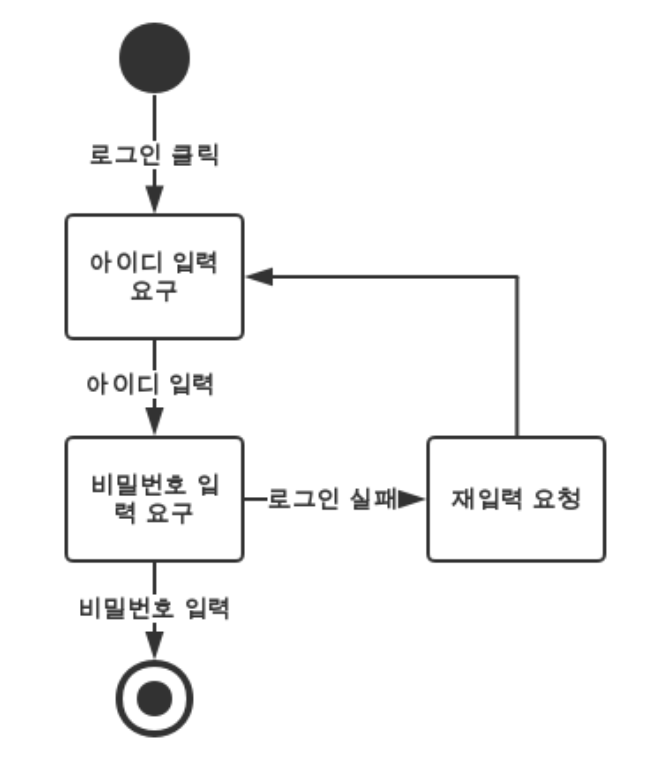 로그인 클릭
아이디 입력
요구
아이디 입력
비밀번호 입
력 요구
로그인 실패
재입력 요청
비밀번호 입력